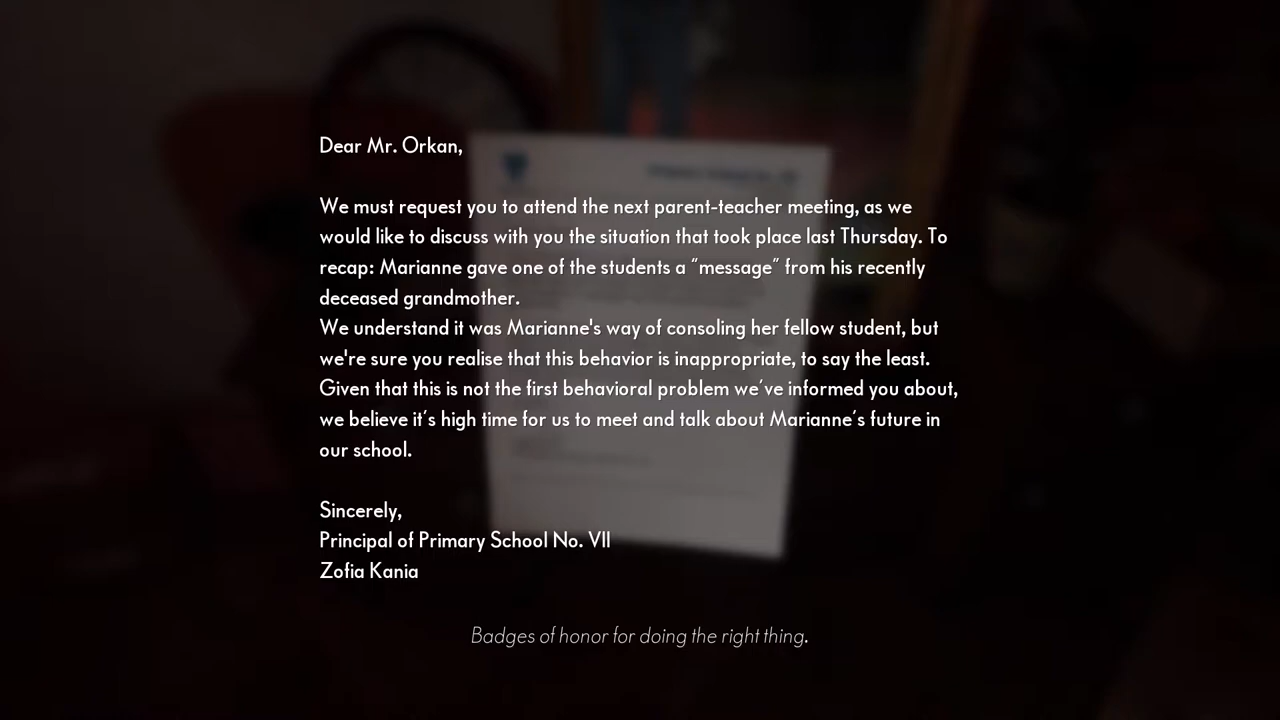 Dear Mr. Orkan,
We must request you to attend the next parent-teacher meeting, as we
would like to discuss with you the situation that took place last Thursday. To
recap: Marianne gave one of the students a "message" from his recently
deceased grandmother.
We understand it was Marianne's way of consoling her fellow student, but
we're sure you realise that this behavior is inappropriate, to say the least.
Given that this is not the first behavioral problem we've informed you about,
we believe it's high time for us to meet and talk about Marianne's future in
our school.
Sincerely,
Principal of Primary School No. VII
Zofia Kania
Badges of honor for doing the right thing.